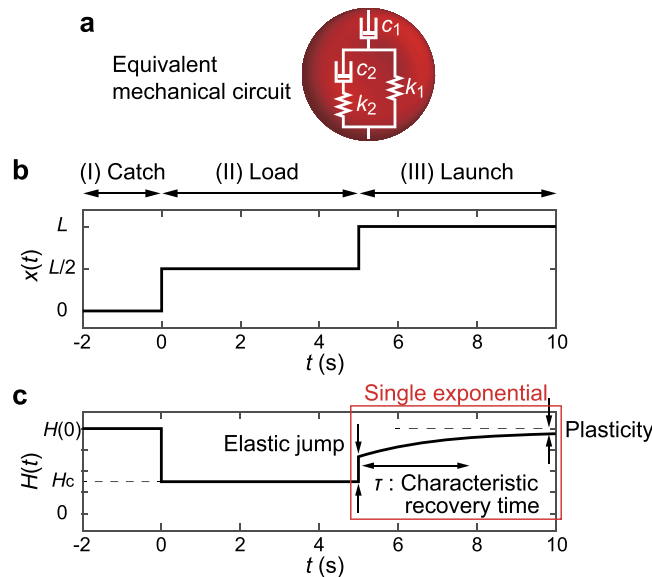 a
Equivalent
mechanical circuit
c1
c2
k2
k1
b
(I) Catch
(II) Load
(III) Launch
x(t)
L
L/2
0
-2 0 2 4 6 8 10
t (s)
c
H(t)
H(0)
Hc
0
Single exponential
Elastic jump
Plasticity
τ : Characteristic
recovery time
-2 0 2 4 6 8 10
t (s)